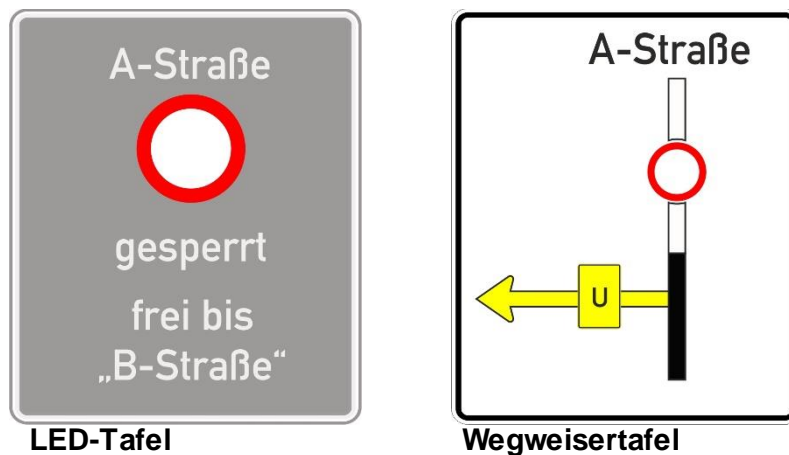 A-Straße
gesperrt
frei bis
„B-Straße“
LED-Tafel
A-Straße
U
Wegweisertafel